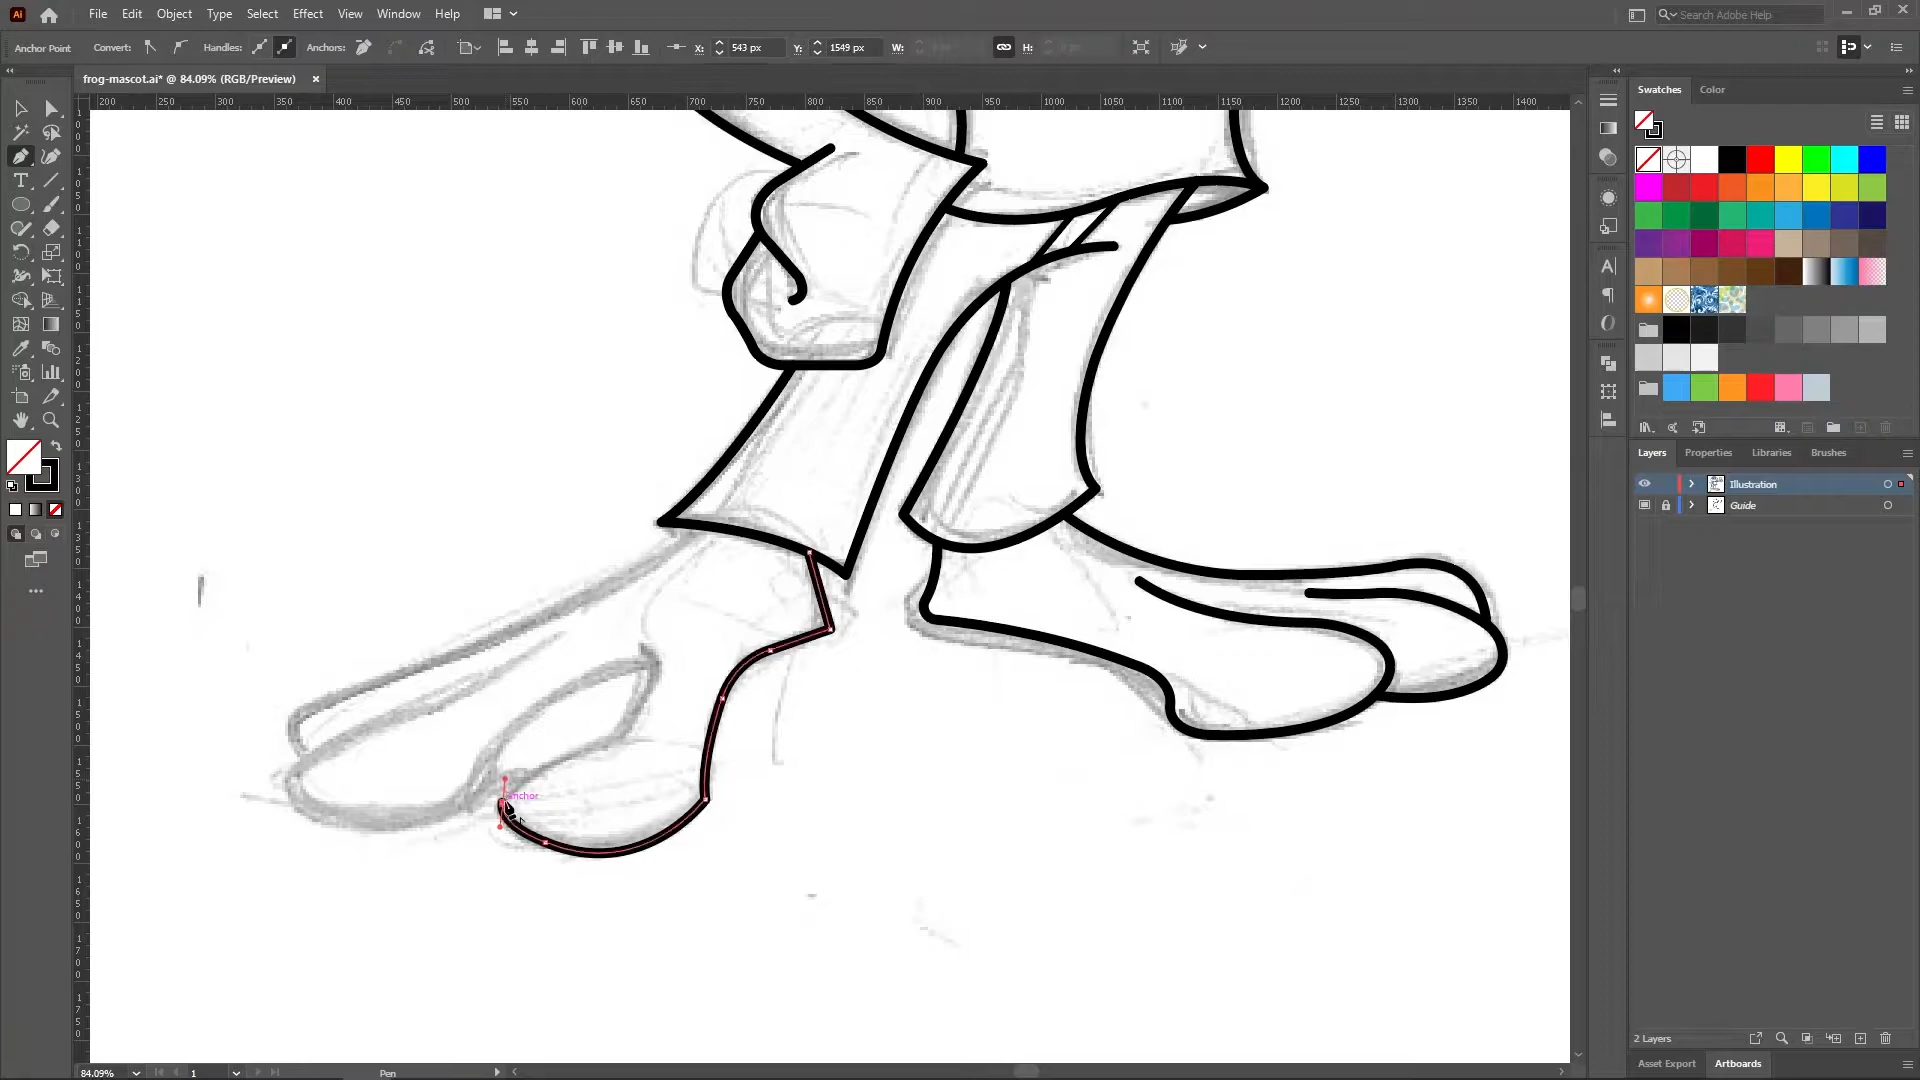 Ai File Edit Object Type Select Effect View Window Help Search Adobe Help
Anchor Point Convert: Handles: Anchors: X: 543 px Y: 1549 px W: H:
frog-mascot.ai* @ 84.09% (RGB/Preview) ×
200 250 300 350 400 450 500 550 600 650 700 750 800 850 900 950 1000 1050 1100 1150 1200 1250 1300 1350 1400
Swatches Color
Layers Properties Libraries Brushes
Illustration
Guide
anchor
2 Layers
Asset Export Artboards
84.09% 1 Pen